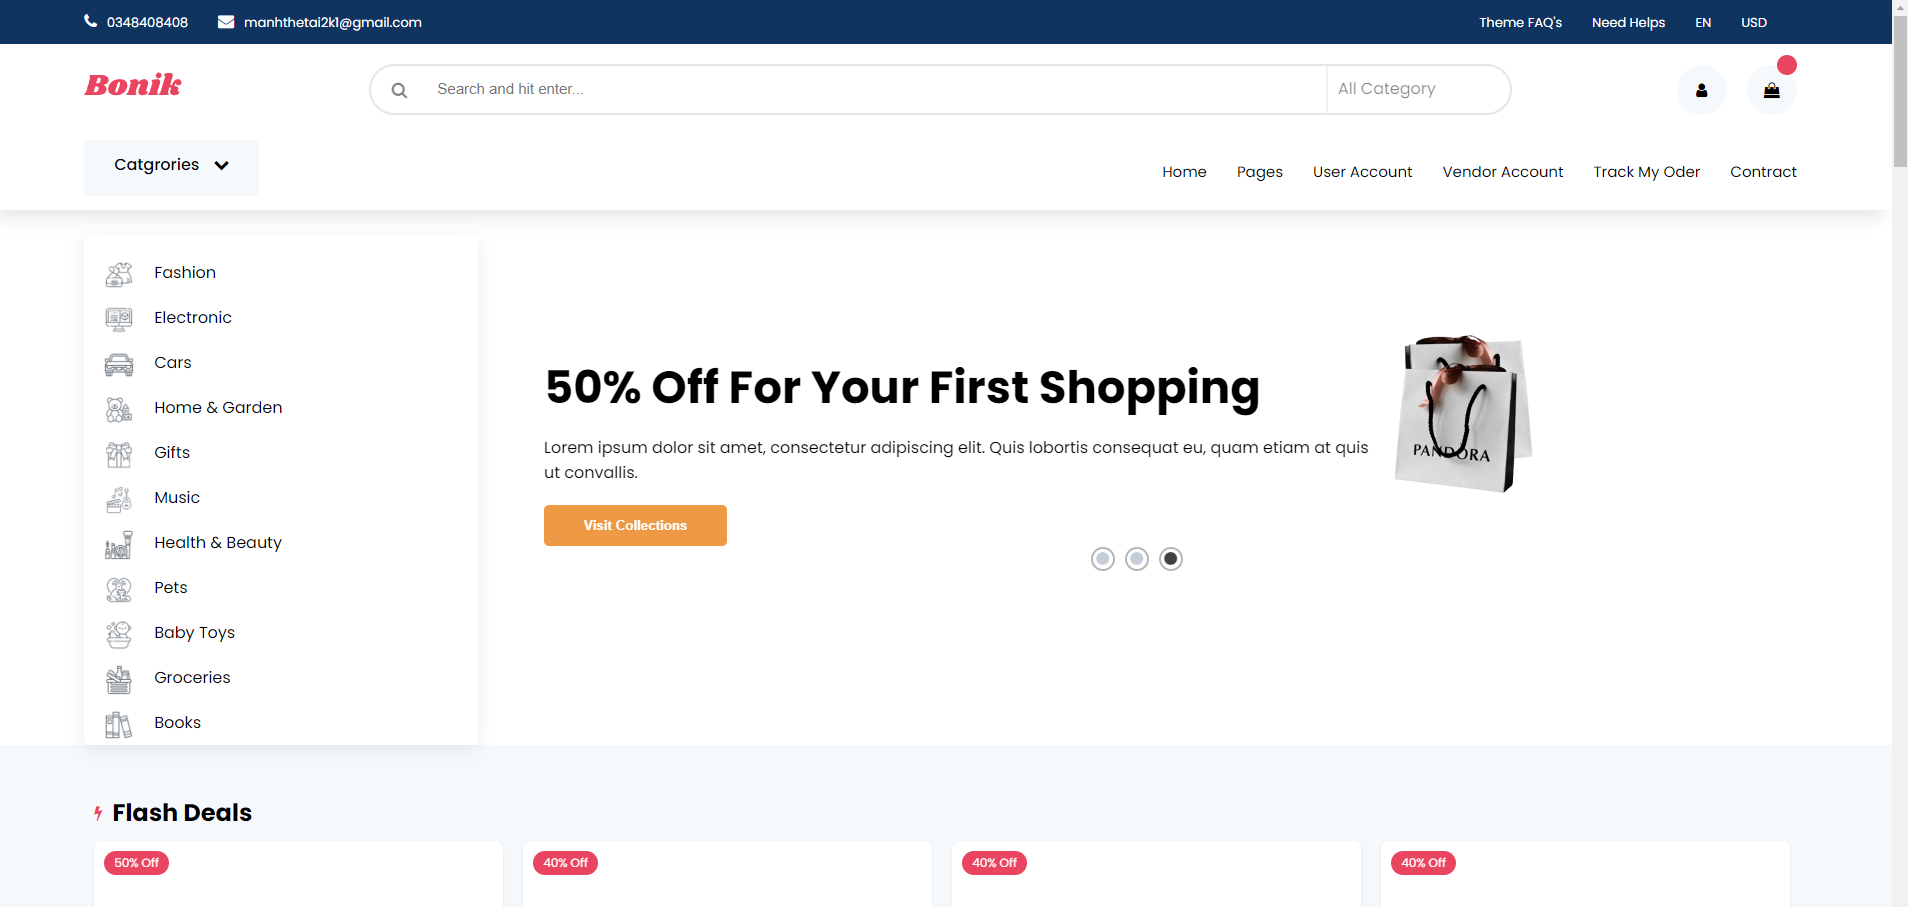 0348408408 manhthetai2k1@gmail.com Theme FAQ's Need Helps EN USD
Bonik Search and hit enter... All Category
Catgrories
Home Pages User Account Vendor Account Track My Oder Contract
Fashion
Electronic
Cars
Home & Garden
Gifts
Music
Health & Beauty
Pets
Baby Toys
Groceries
Books
50% Off For Your First Shopping
Lorem ipsum dolor sit amet, consectetur adipiscing elit. Quis lobortis consequat eu, quam etiam at quis
ut convallis.
Visit Collections
PANDORA
Flash Deals
50% Off 40% Off 40% Off 40% Off